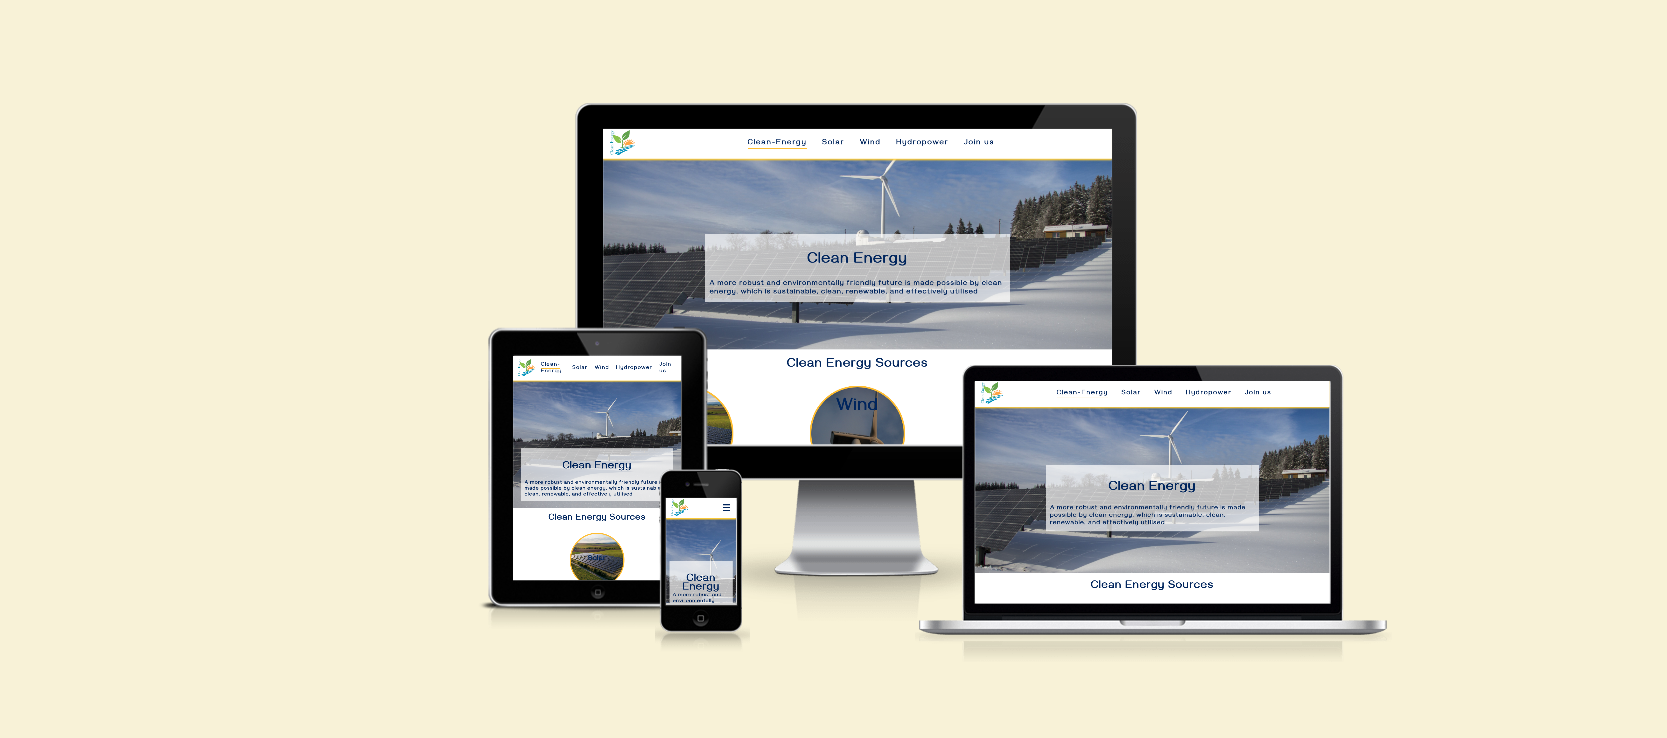 Clean-Energy Solar Wind Hydropower Join us
Clean Energy
A more robust and environmentally friendly future is made possible by clean
energy, which is sustainable, clean, renewable, and effectively utilised
Clean Energy Sources
Wind
Clean-
Energy
Solar Wind Hydropower
Join
us
Clean Energy
A more robust and environmentally friendly future
made possible by clean energy, which is
clean, renewable, and effectively utilised
Clean Energy Sources
Solar
Clean
Energy
A more robust and
environmentally
Clean-Energy Solar Wind Hydropower Join us
Clean Energy
A more robust and environmentally friendly future is made
possible by clean energy, which is sustainable, clean,
renewable, and effectively utilised
Clean Energy Sources